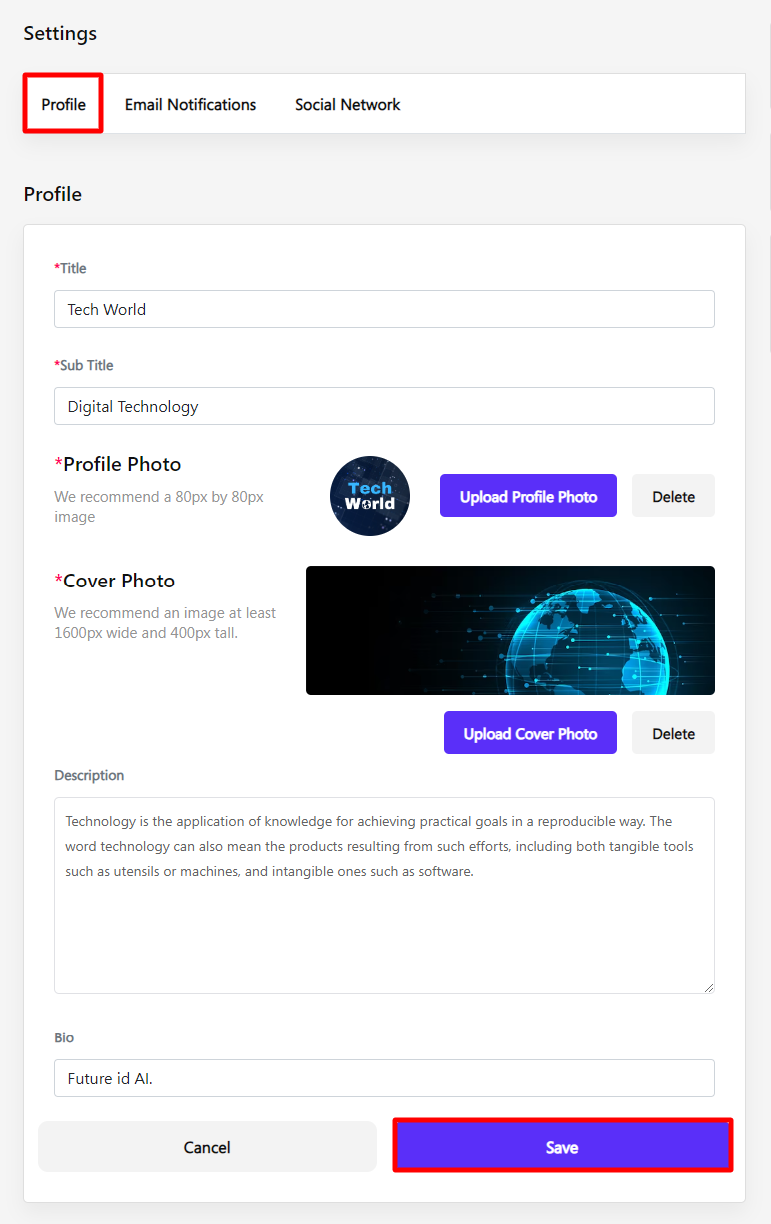 Settings
Profile Email Notifications Social Network
Profile
*Title
Tech World
*Sub Title
Digital Technology
*Profile Photo
We recommend a 80px by 80px
image
Tech
World
Upload Profile Photo Delete
*Cover Photo
We recommend an image at least
1600px wide and 400px tall.
Upload Cover Photo Delete
Description
Technology is the application of knowledge for achieving practical goals in a reproducible way. The
word technology can also mean the products resulting from such efforts, including both tangible tools
such as utensils or machines, and intangible ones such as software.
Bio
Future id AI.
Cancel Save